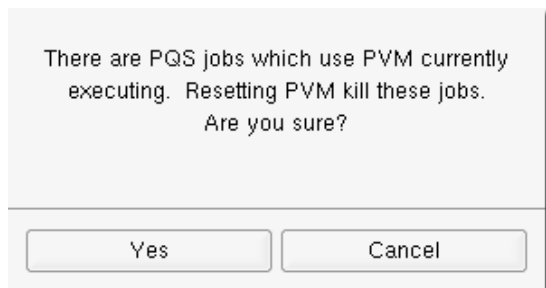 There are PQS jobs which use PVM currently
executing.  Resetting PVM kill these jobs.
Are you sure?
Yes
Cancel